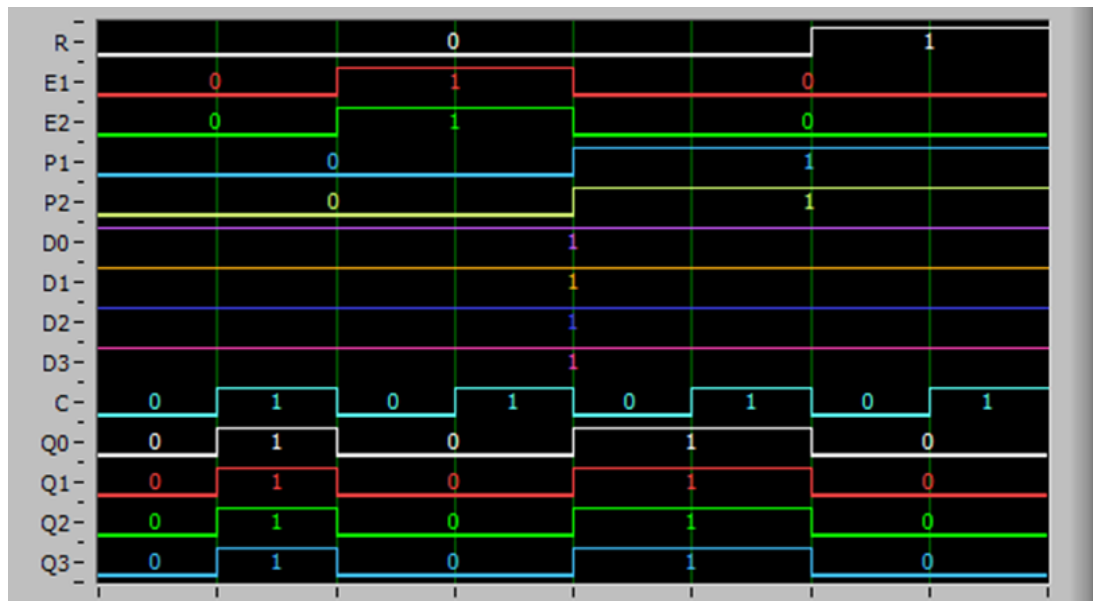 R 0 1
E1 0 1 0
E2 0 1 0
P1 0 1
P2 0 1
D0 1
D1 1
D2 1
D3 1
C 0 1 0 1 0 1 0 1
Q0 0 1 0 1 0
Q1 0 1 0 1 0
Q2 0 1 0 1 0
Q3 0 1 0 1 0